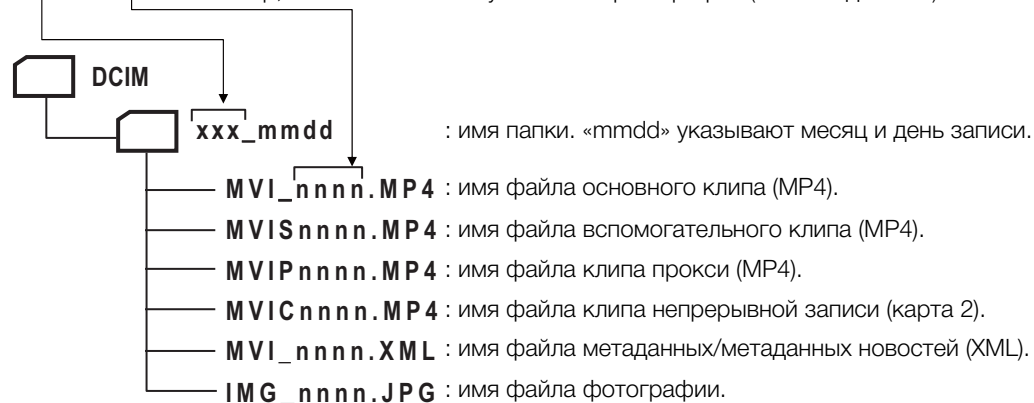 DCIM
xxx_mmdd : имя папки. «mmdd» указывают месяц и день записи.
MVI_nnnn.MP4 : имя файла основного клипа (MP4).
MVISnnnn.MP4 : имя файла вспомогательного клипа (MP4).
MVIPnnnn.MP4 : имя файла клипа прокси (MP4).
MVICnnnn.MP4 : имя файла клипа непрерывной записи (карта 2).
MVI_nnnn.XML : имя файла метаданных/метаданных новостей (XML).
IMG_nnnn.JPG : имя файла фотографии.